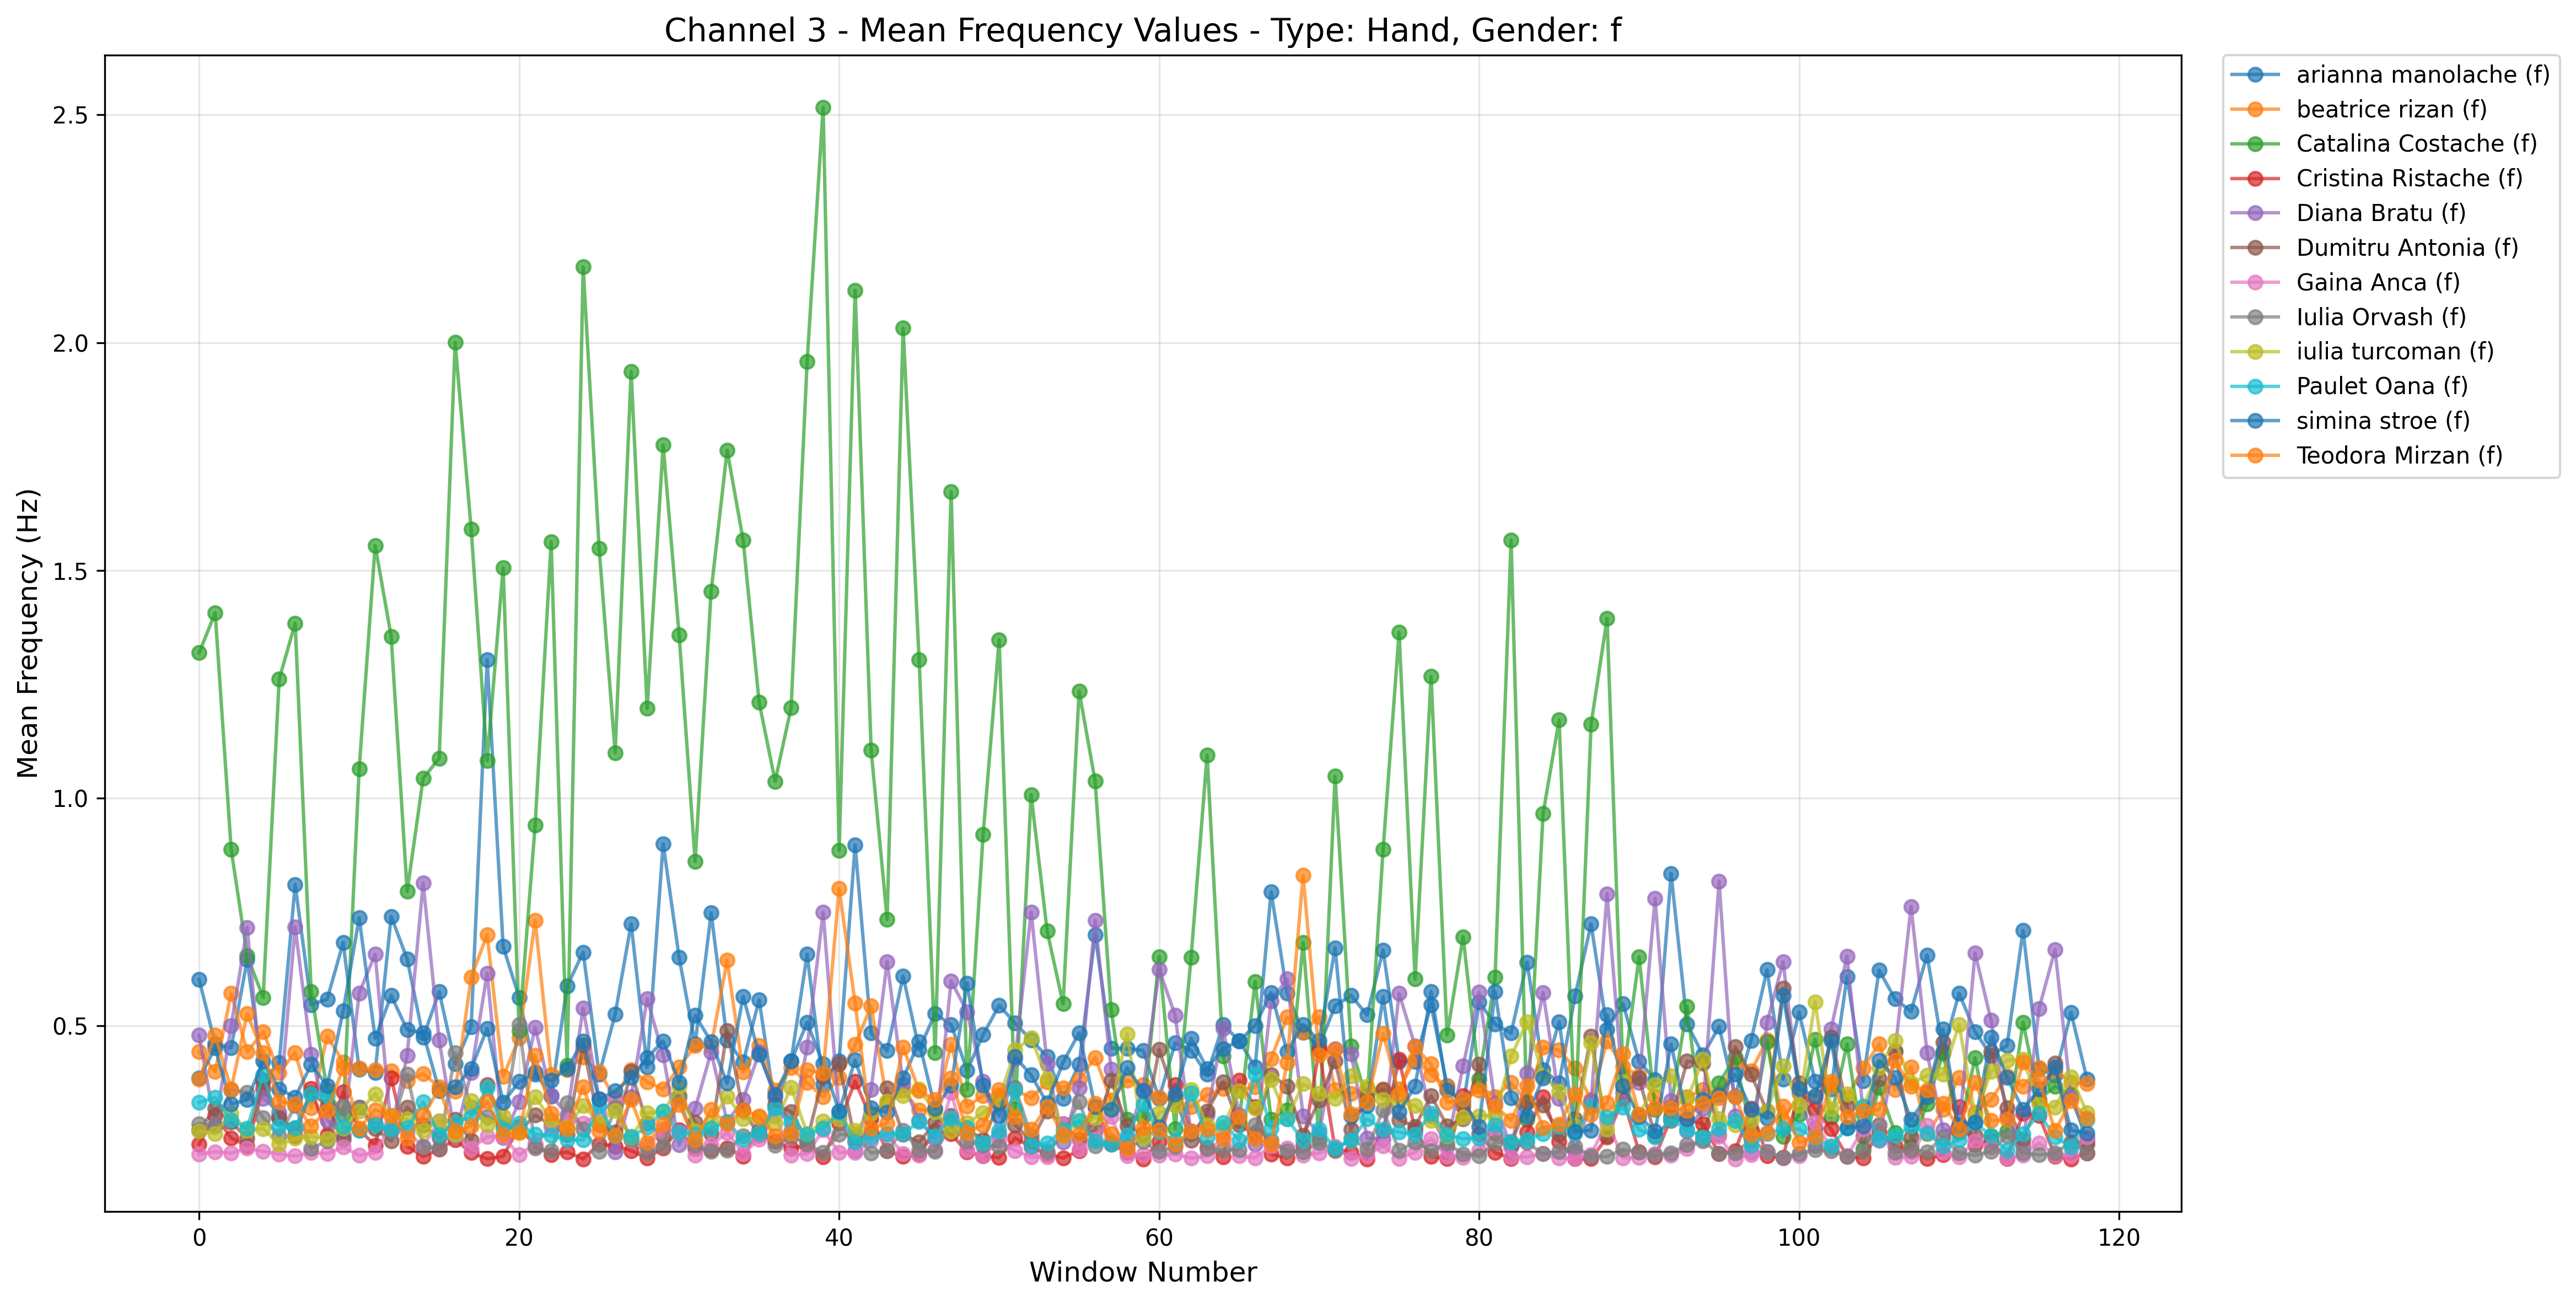 Channel 3 - Mean Frequency Values - Type: Hand, Gender: f
Mean Frequency (Hz)
2.5
2.0
1.5
1.0
0.5
0
20
40
60
80
100
120
Window Number
arianna manolache (f)
beatrice rizan (f)
Catalina Costache (f)
Cristina Ristache (f)
Diana Bratu (f)
Dumitru Antonia (f)
Gaina Anca (f)
Iulia Orvash (f)
iulia turcoman (f)
Paulet Oana (f)
simina stroe (f)
Teodora Mirzan (f)